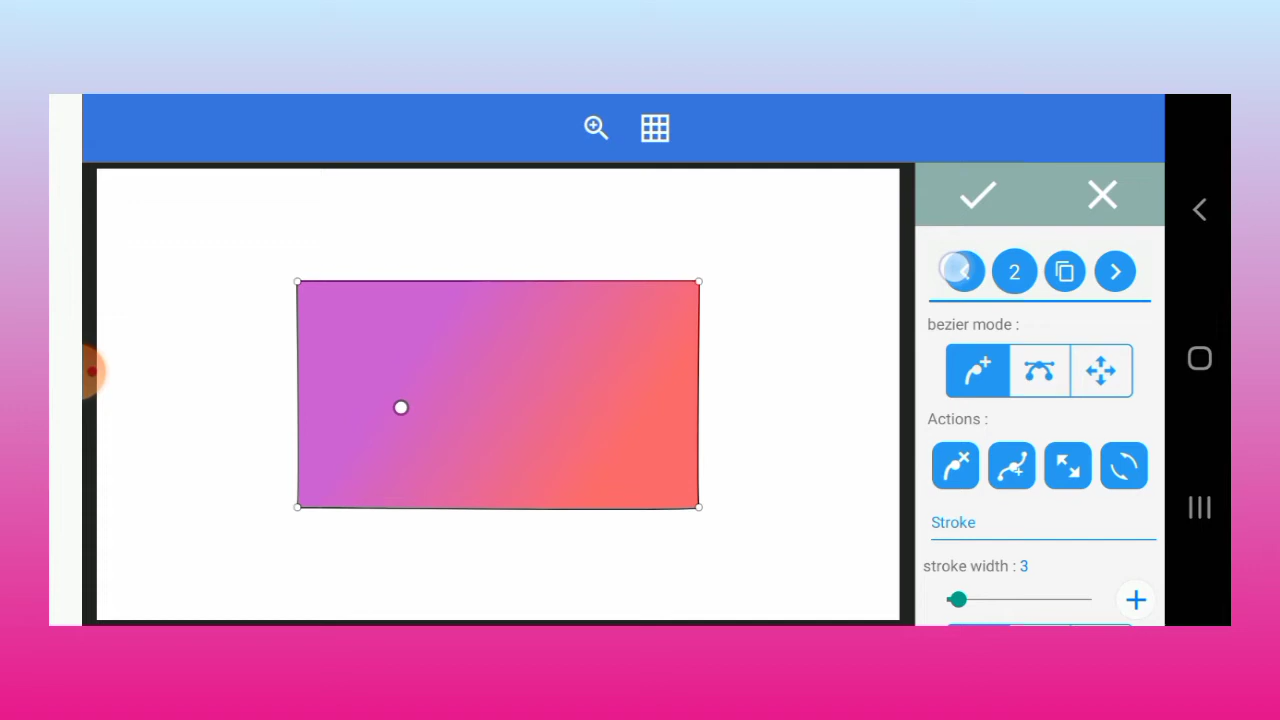 2
bezier mode :
Actions :
Stroke
stroke width : 3